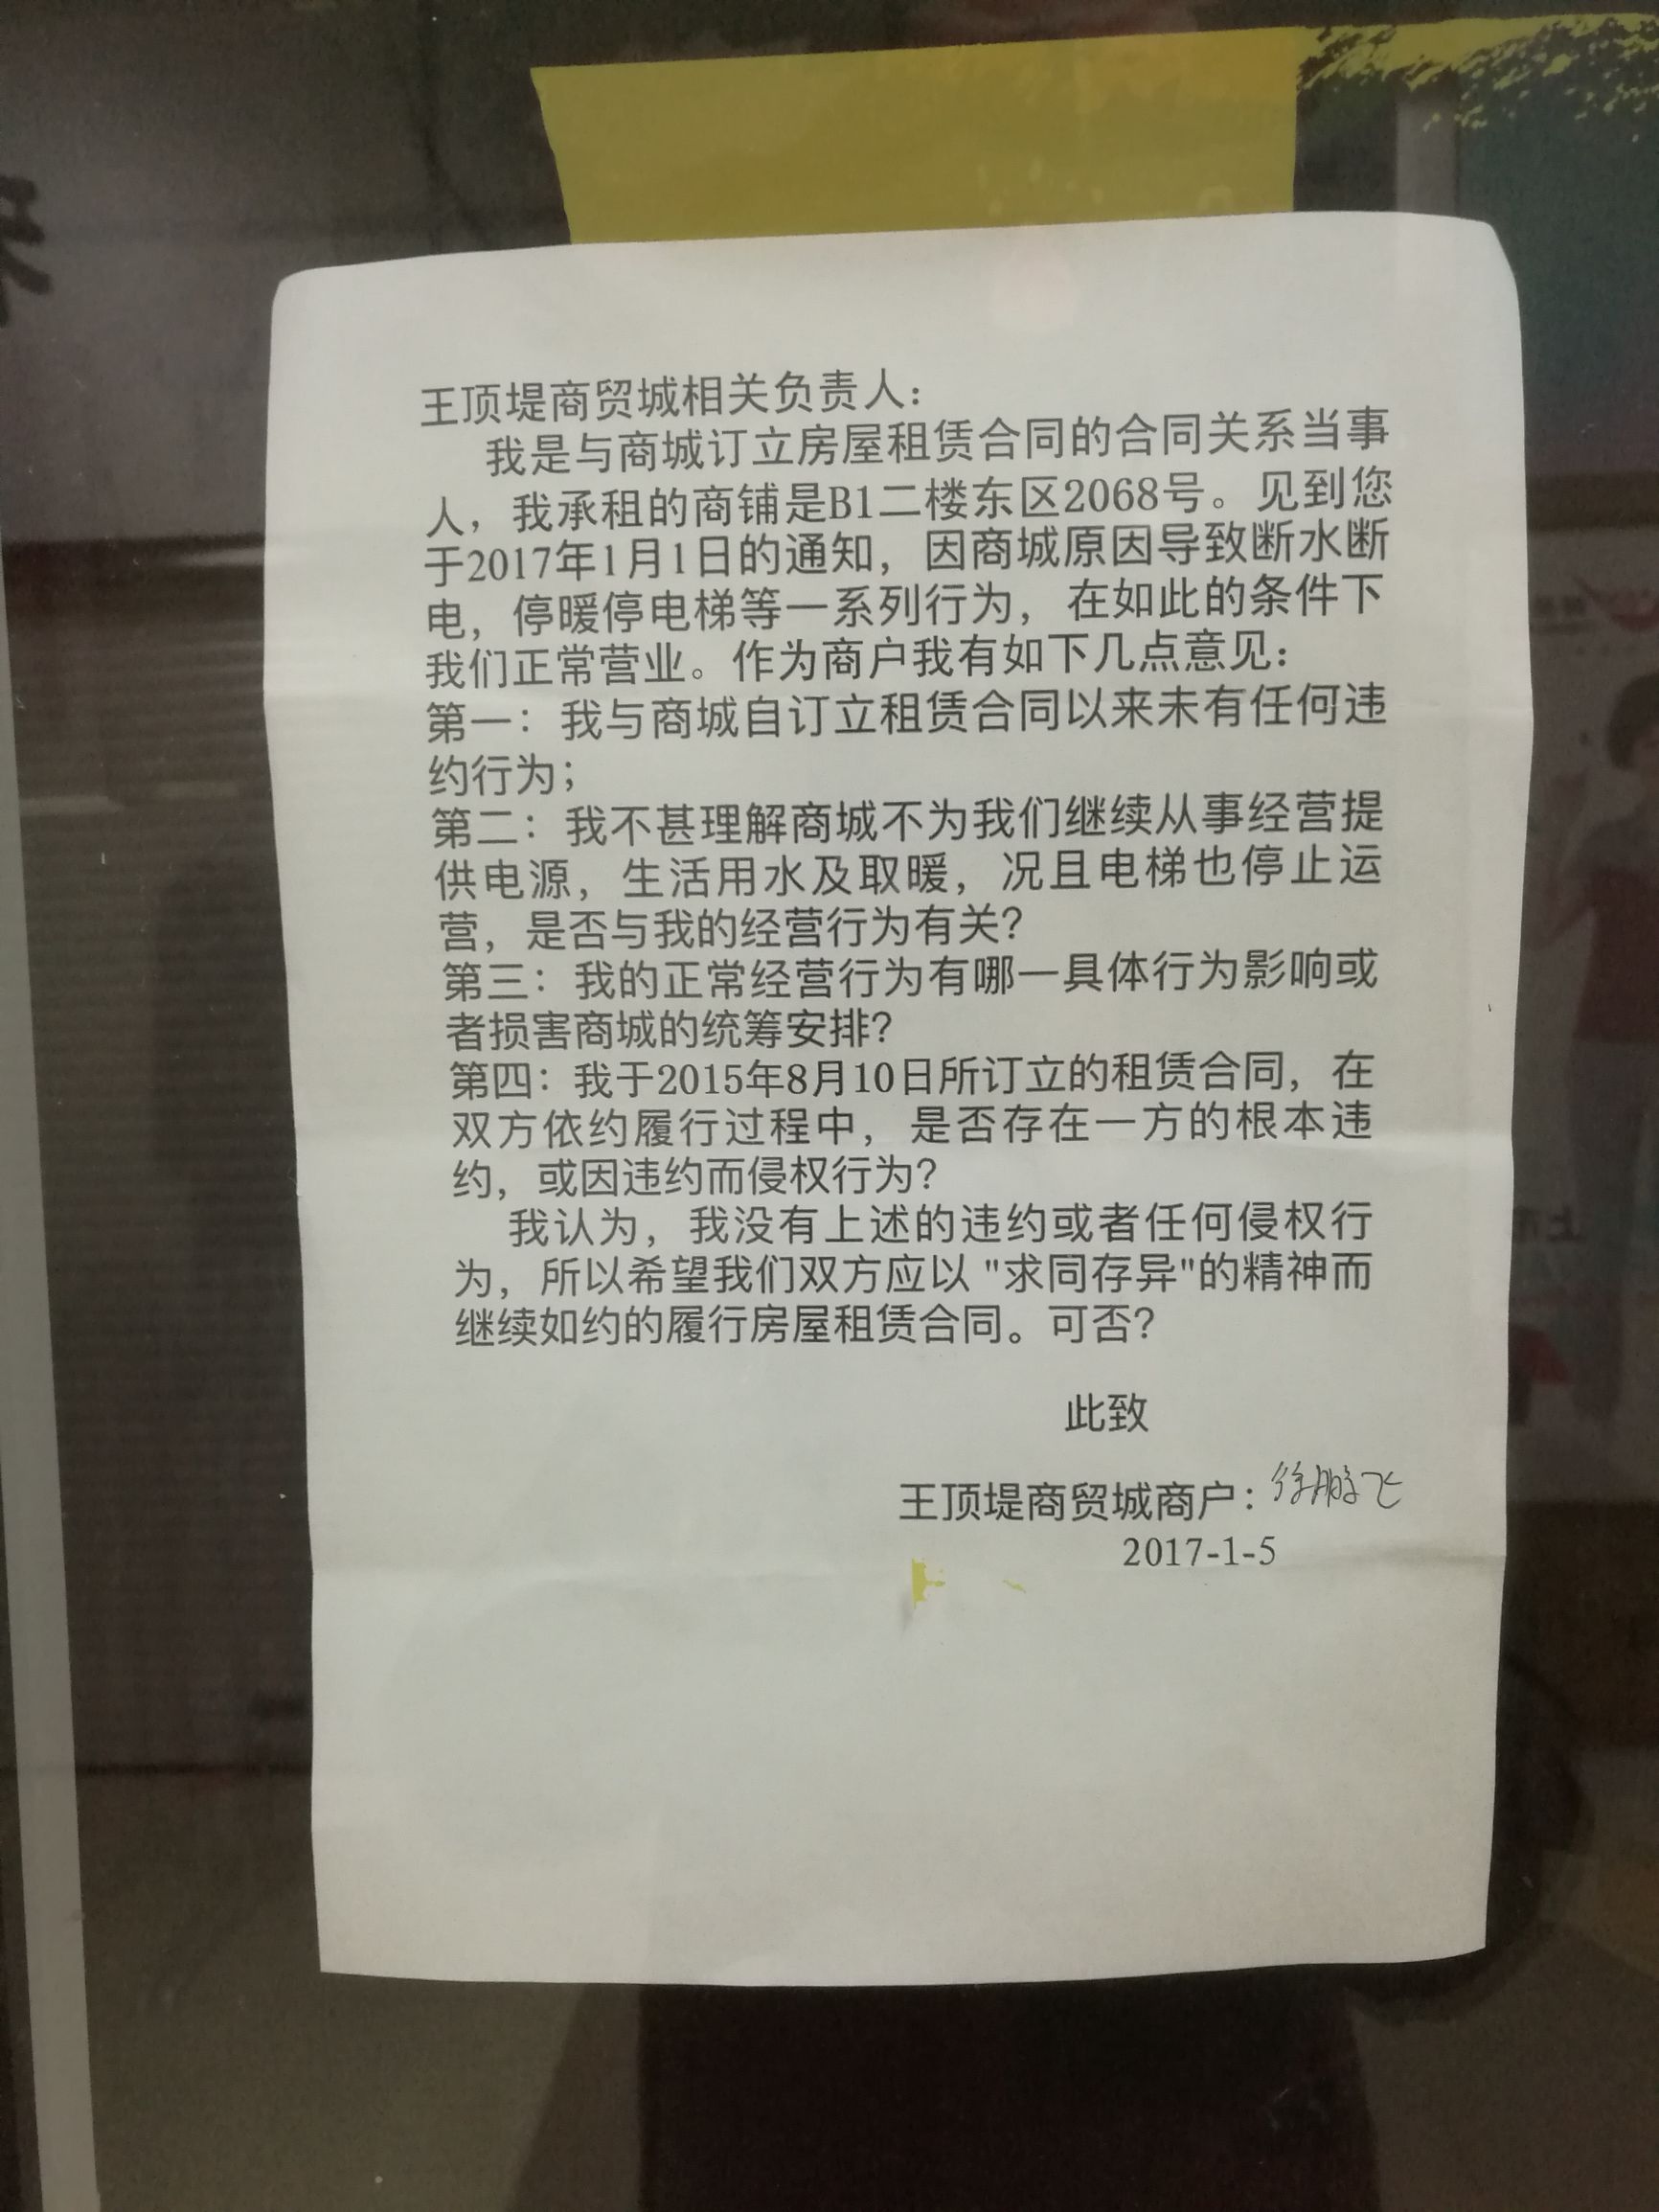 王顶堤商贸城相关负责人：
我是与商城订立房屋租赁合同的合同关系当事
人，我承租的商铺是B1二楼东区2068号。见到您
于2017年1月1日的通知，因商城原因导致断水断
电，停暖停电梯等一系列行为，在如此的条件下
我们正常营业。作为商户我有如下几点意见：
第一：我与商城自订立租赁合同以来未有任何违
约行为；
第二：我不甚理解商城不为我们继续从事经营提
供电源，生活用水及取暖，况且电梯也停止运
营，是否与我的经营行为有关？
第三：我的正常经营行为有哪一具体行为影响或
者损害商城的统筹安排？
第四：我于2015年8月10日所订立的租赁合同，在
双方依约履行过程中，是否存在一方的根本违
约，或因违约而侵权行为？
我认为，我没有上述的违约或者任何侵权行
为，所以希望我们双方应以 "求同存异"的精神而
继续如约的履行房屋租赁合同。可否？
此致
王顶堤商贸城商户：徐鹏飞
2017-1-5